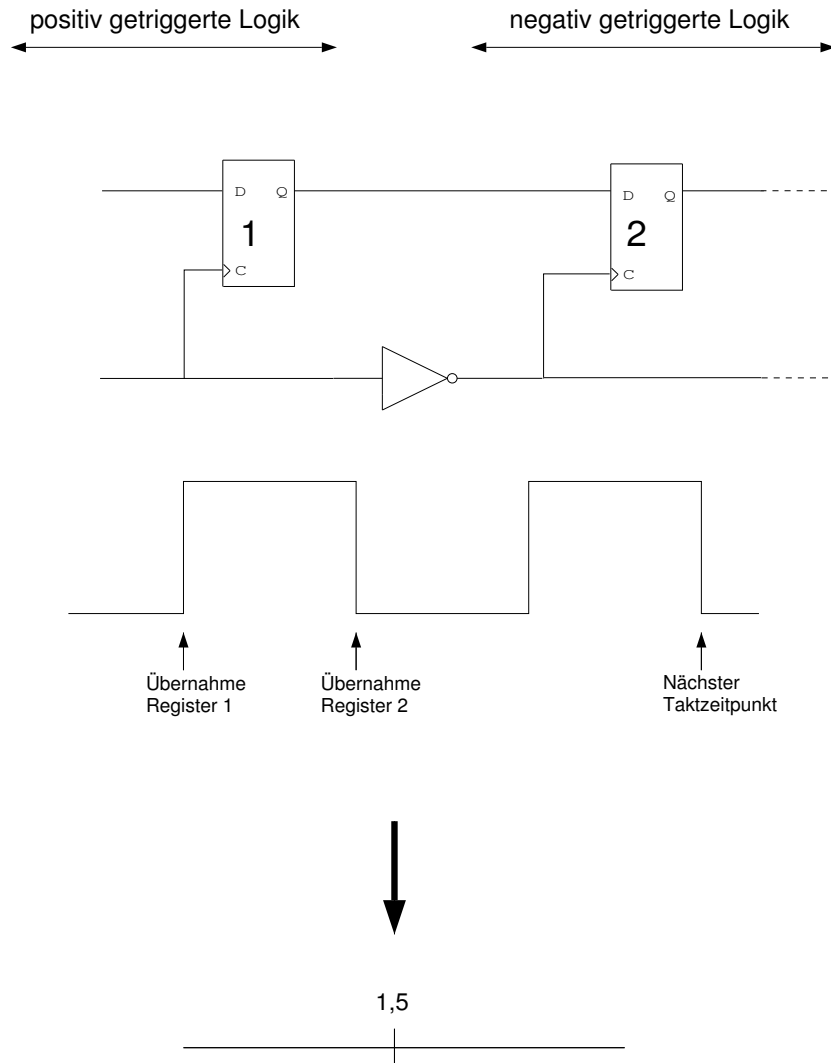 positiv getriggerte Logik
negativ getriggerte Logik
D Q
1
C
D Q
2
C
Übernahme
Register 1
Übernahme
Register 2
Nächster
Taktzeitpunkt
1,5